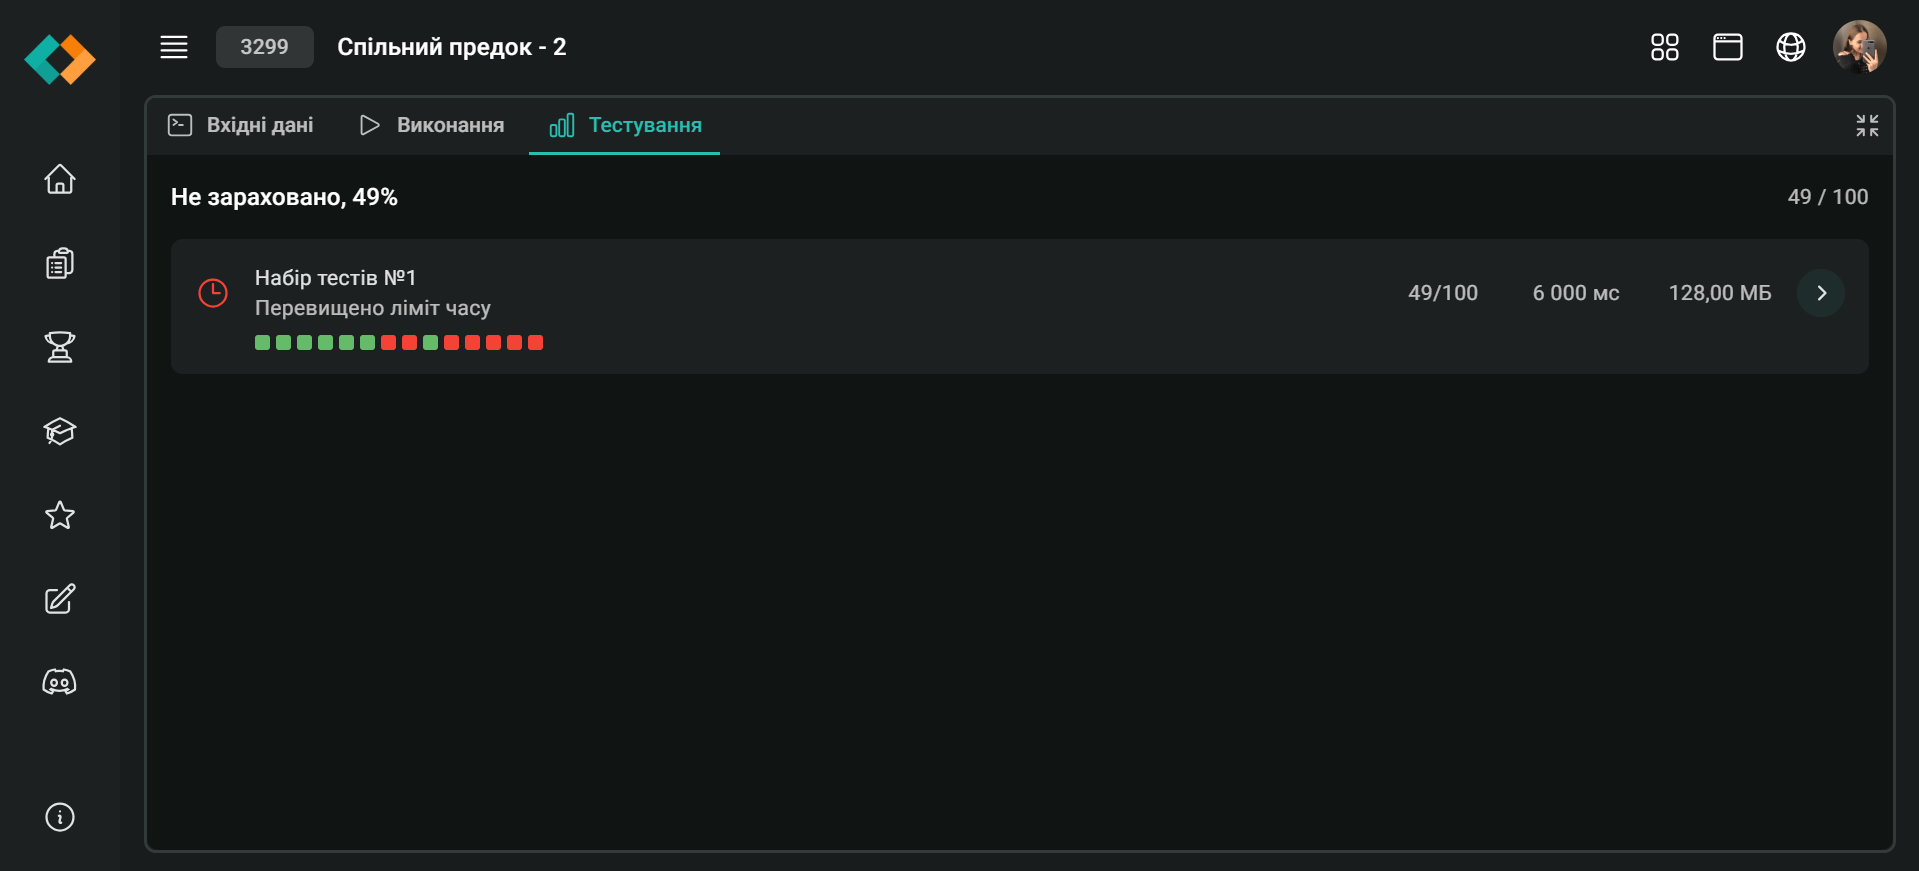 3299
Спільний предок - 2
Вхідні дані
Виконання
Тестування
Не зараховано, 49%
49 / 100
Набір тестів №1
Перевищено ліміт часу
49/100
6 000 мс
128,00 МБ